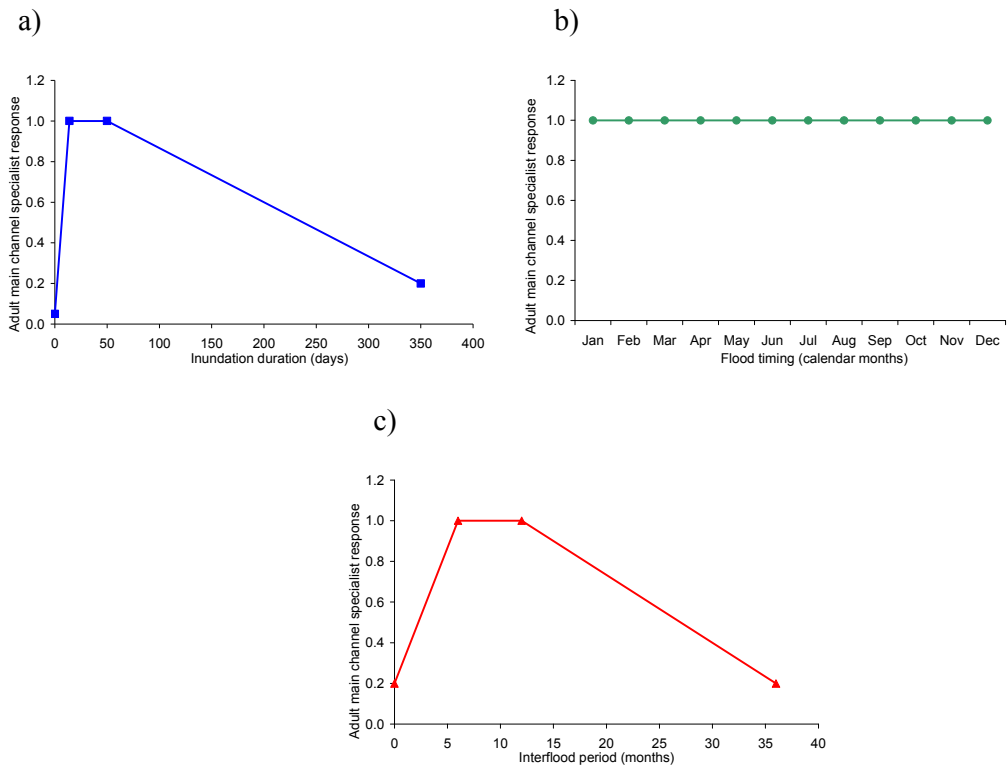 a)
Adult main channel specialist response
1.2
1.0
0.8
0.6
0.4
0.2
0.0
0 50 100 150 200 250 300 350 400
Inundation duration (days)
b)
Adult main channel specialist response
1.2
1.0
0.8
0.6
0.4
0.2
0.0
Jan Feb Mar Apr May Jun Jul Aug Sep Oct Nov Dec
Flood timing (calendar months)
c)
Adult main channel specialist response
1.2
1.0
0.8
0.6
0.4
0.2
0.0
0 5 10 15 20 25 30 35 40
Interflood period (months)